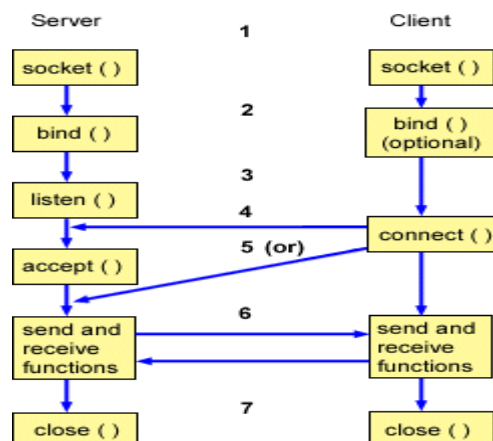 Server 1 Client
socket ( ) socket ( )
2
bind ( ) bind ( )
(optional)
3
listen ( )
4
connect ( )
5 (or)
accept ( )
6
send and
receive
functions
send and
receive
functions
7
close ( ) close ( )